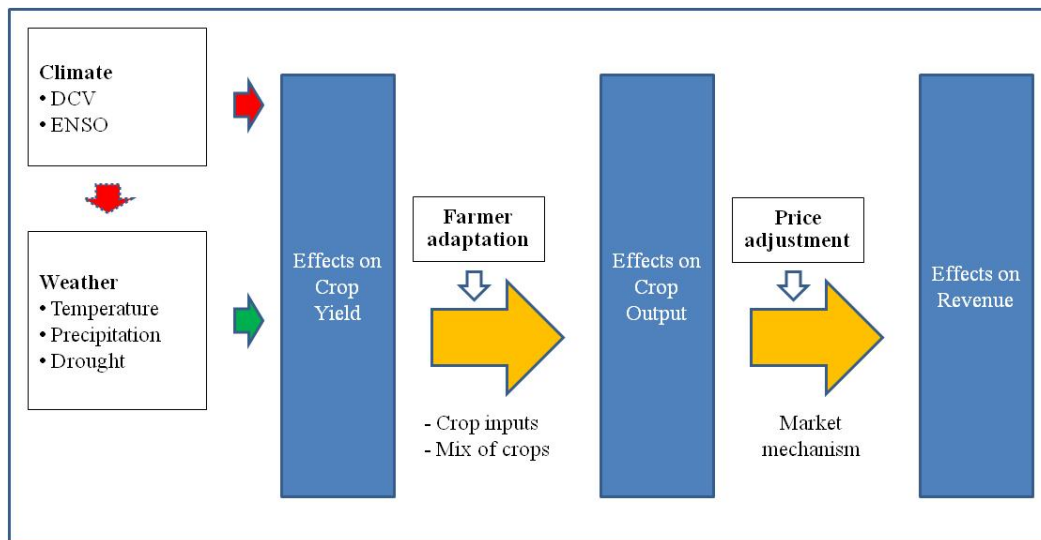 Climate
• DCV
• ENSO
Weather
• Temperature
• Precipitation
• Drought
Effects on
Crop
Yield
Farmer
adaptation
- Crop inputs
- Mix of crops
Effects on
Crop
Output
Price
adjustment
Market
mechanism
Effects on
Revenue